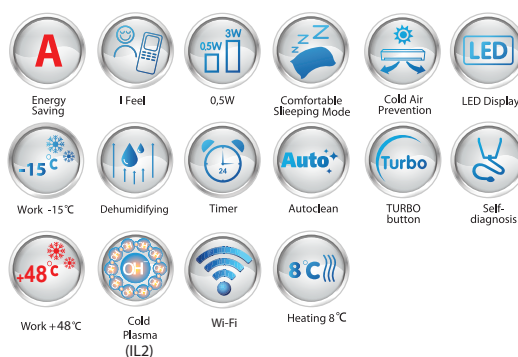 A
3W
0,5W
LED
Energy
Saving
I Feel
0,5W
Comfortable
Slieeping Mode
Cold Air
Prevention
LED Display
-15°C
24
Auto
Turbo
Work -15℃
Dehumidifying
Timer
Autoclean
TURBO
button
Self-
diagnosis
+48°C
OH
8°C
Work +48℃
Cold
Plasma
(IL2)
Wi-Fi
Heating 8℃